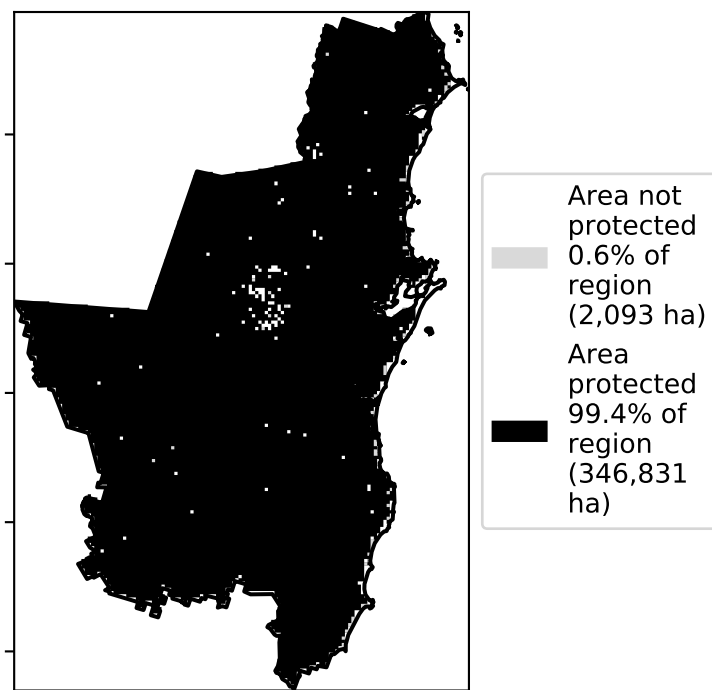 Area not
protected
0.6% of
region
(2,093 ha)
Area
protected
99.4% of
region
(346,831
ha)